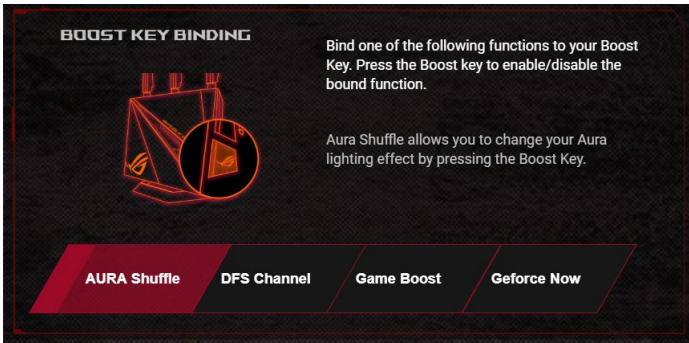 BOOST KEY BINDING
Bind one of the following functions to your Boost
Key. Press the Boost key to enable/disable the
bound function.
Aura Shuffle allows you to change your Aura
lighting effect by pressing the Boost Key.
AURA Shuffle
DFS Channel
Game Boost
Geforce Now